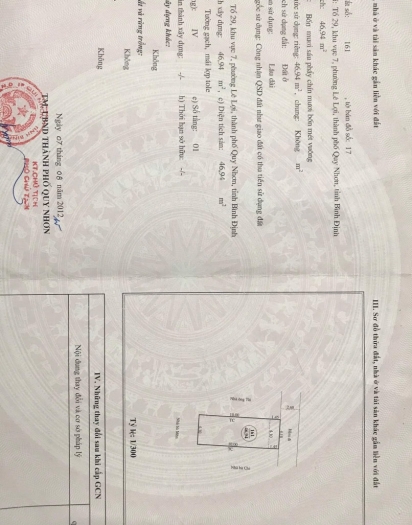 , nhà ở và tài sản khác gắn liền với đất
ất số: 161 , tờ bản đồ số: 17
: Tổ 29, khu vực 7, phường Lê Lợi, thành phố Quy Nhơn, tỉnh Bình Định
ch: 46,94 m²
: Bốn mươi sáu phẩy chín mươi bốn mét vuông
ức sử dụng: riêng: 46,94 m², chung: Không m²
ch sử dụng đất: Đất ở
n sử dụng: Lâu dài
gốc sử dụng: Công nhận QSD đất như giao đất có thu tiền sử dụng đất
Tổ 29, khu vực 7, phường Lê Lợi, thành phố Quy Nhơn, tỉnh Bình Định
h xây dựng: 46,94 m², c) Diện tích sàn: 46,94 m²
Tường gạch, mái lợp tole
g): IV e) Số tầng: 01
n thành xây dựng: -/- h) Thời hạn sở hữu: -/-
y dựng khác: Không
ất và rừng trồng: Không
Không
Ngày 07 tháng 06 năm 2012
TM. UBND THÀNH PHỐ QUY NHƠN
KT. CHỦ TỊCH
PHÓ CHỦ TỊCH
III. Sơ đồ thửa đất, nhà ở và tài sản khác gắn liền với đất
161
46,94
Tỷ lệ: 1/300
IV. Những thay đổi sau khi cấp GCN
Nội dung thay đổi và cơ sở pháp lý